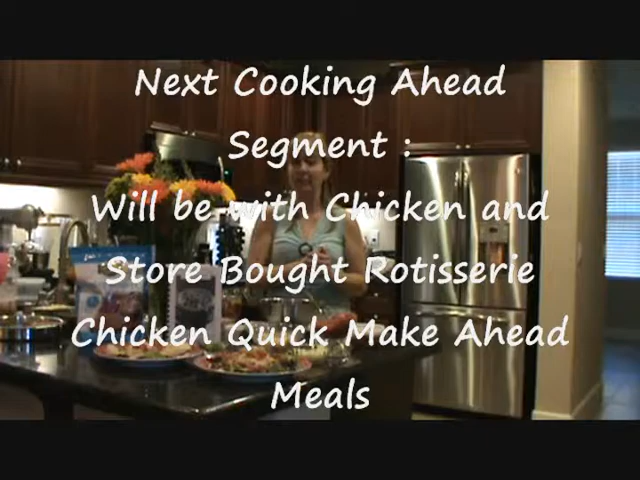 Next Cooking Ahead
Segment :
Will be with Chicken and
Store Bought Rotisserie
Chicken Quick Make Ahead
Meals